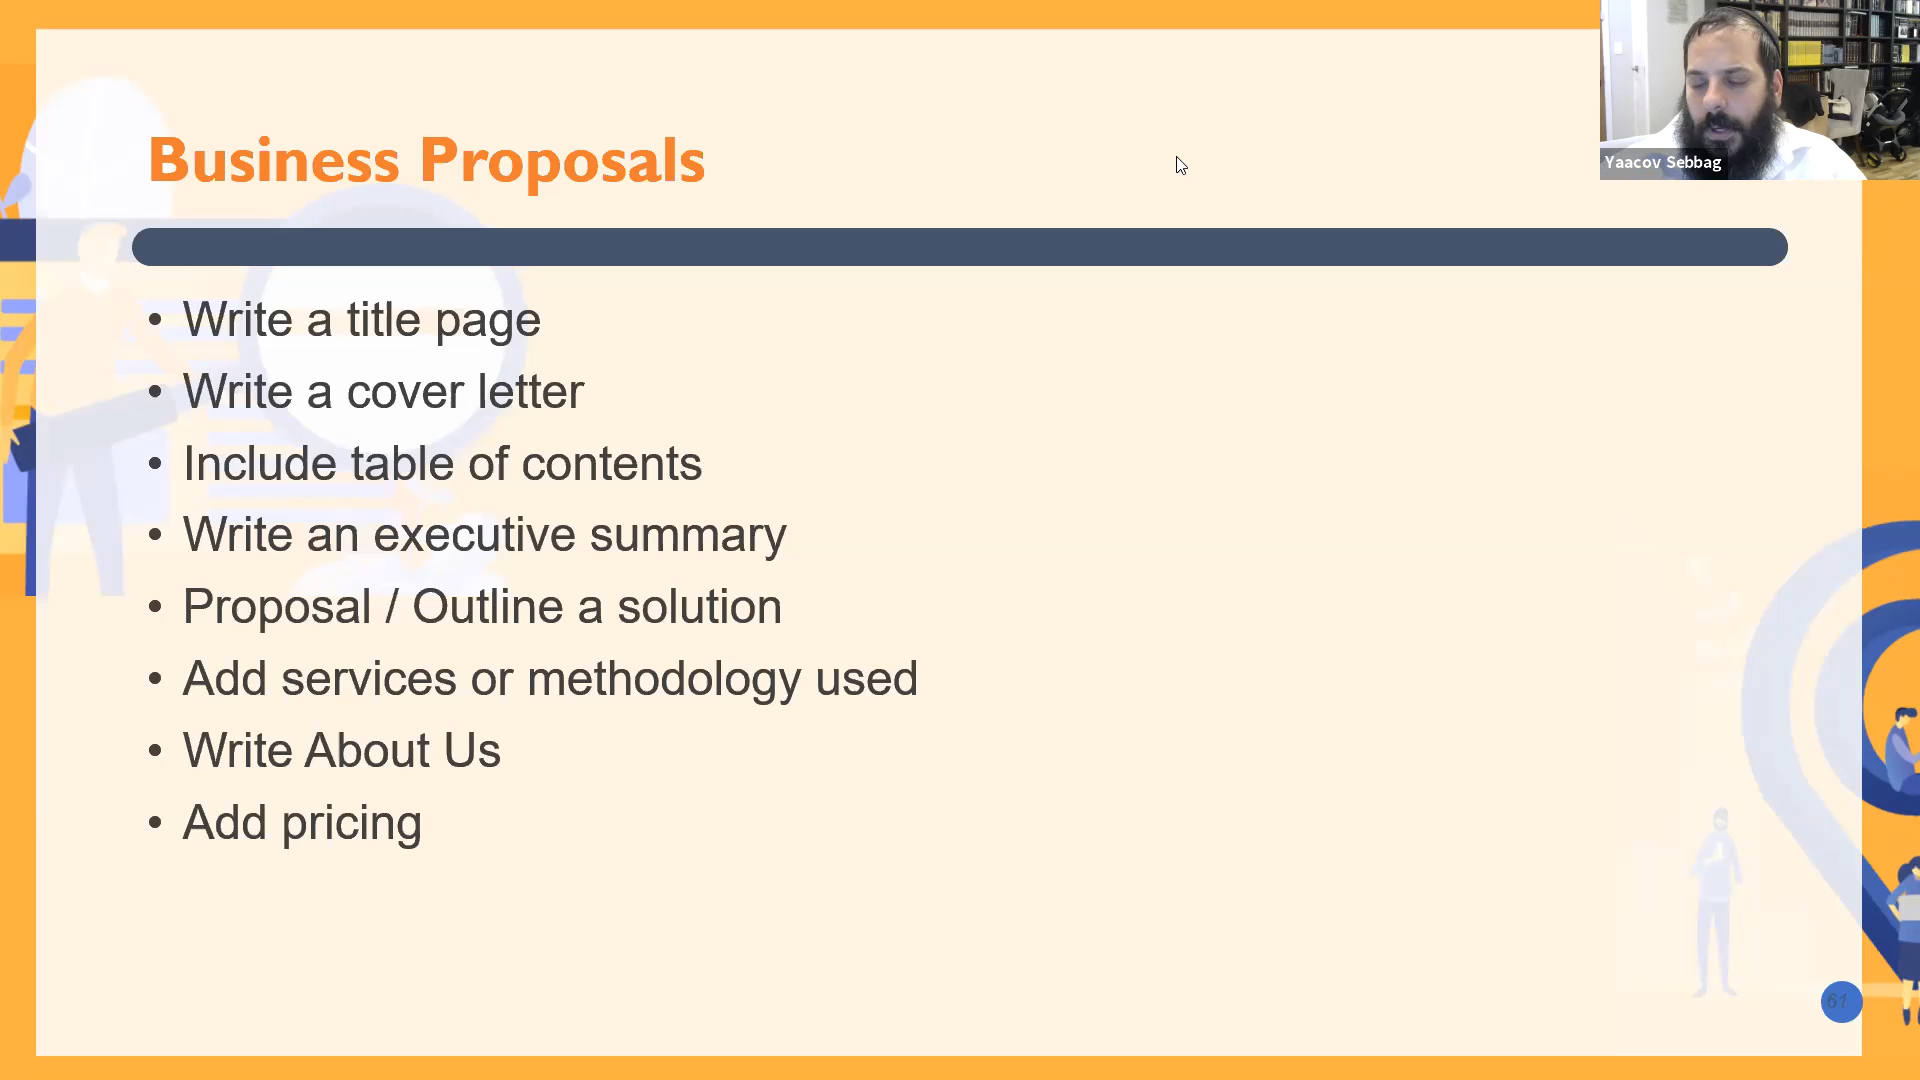 Business Proposals
Yaacov Sebbag
• Write a title page
• Write a cover letter
• Include table of contents
• Write an executive summary
• Proposal / Outline a solution
• Add services or methodology used
• Write About Us
• Add pricing
61